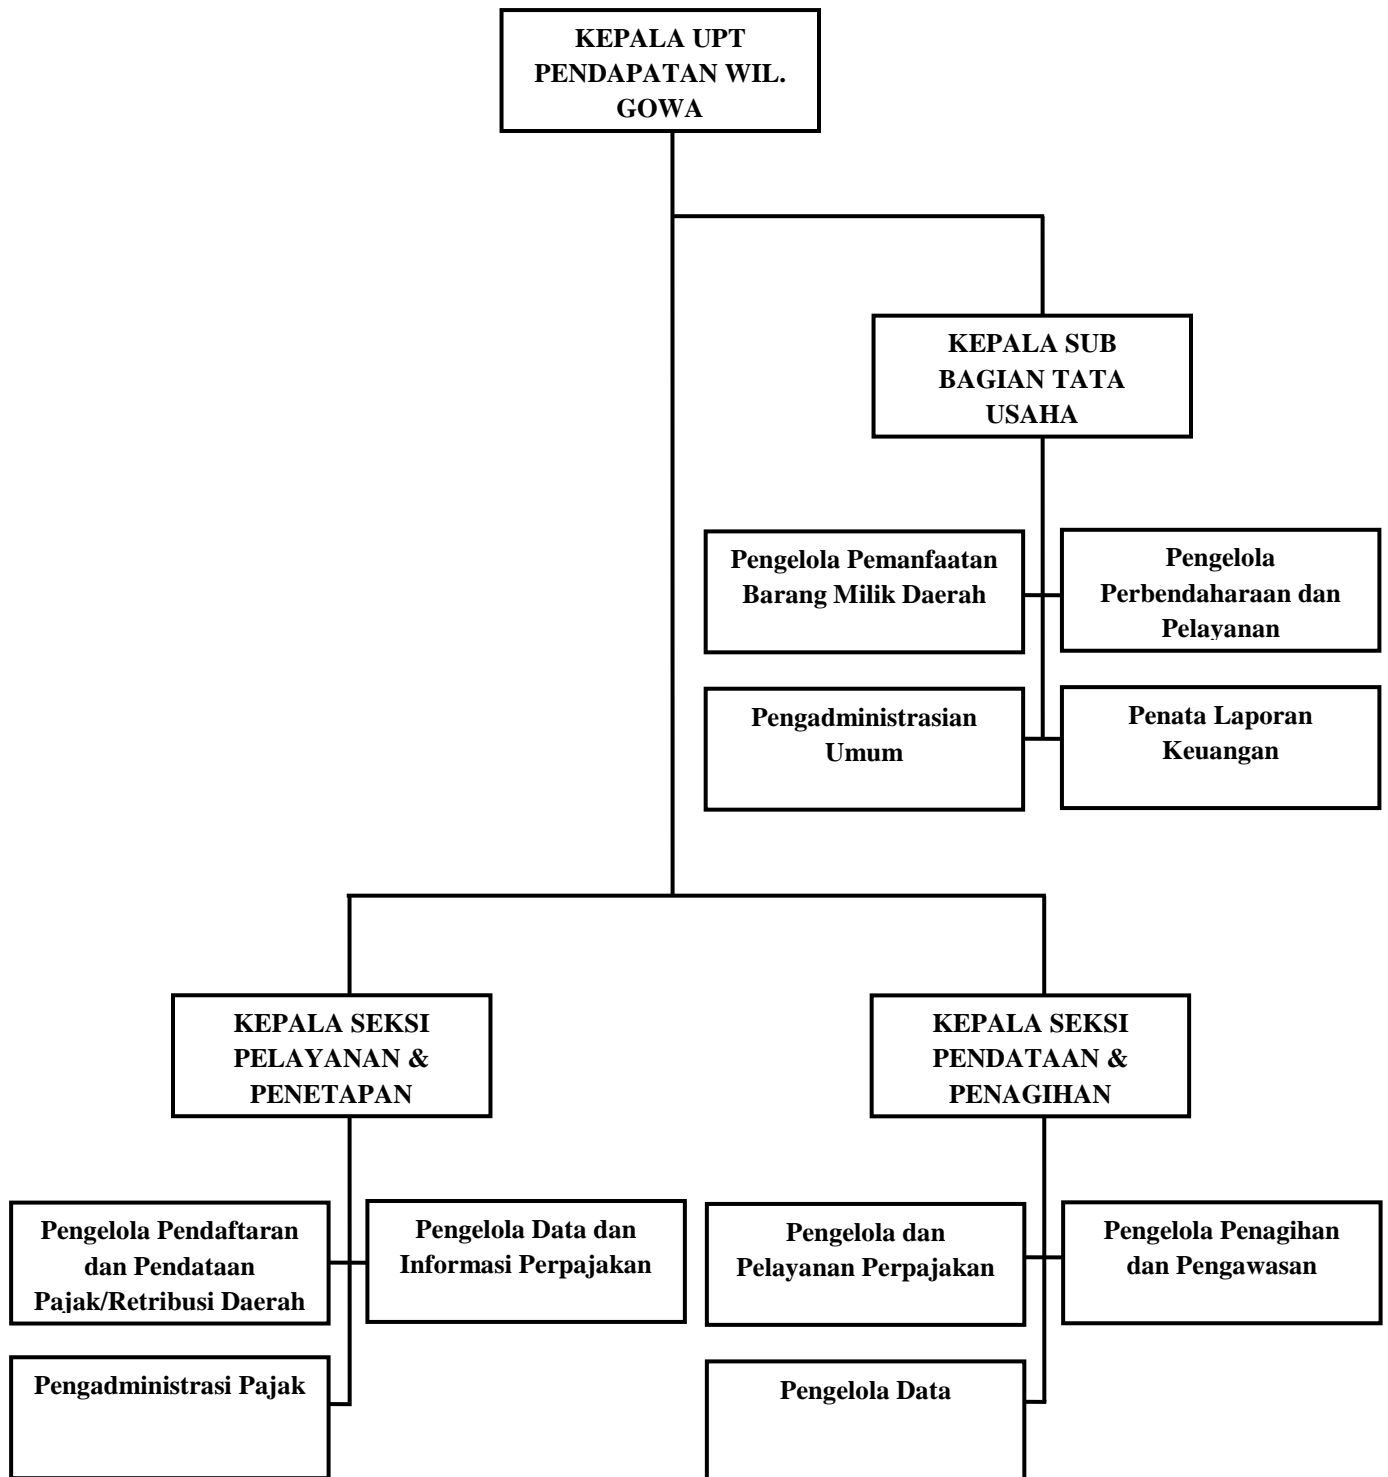 KEPALA UPT
PENDAPATAN WIL.
GOWA
KEPALA SUB
BAGIAN TATA
USAHA
Pengelola Pemanfaatan
Barang Milik Daerah
Pengelola
Perbendaharaan dan
Pelayanan
Pengadministrasian
Umum
Penata Laporan
Keuangan
KEPALA SEKSI
PELAYANAN &
PENETAPAN
KEPALA SEKSI
PENDATAAN &
PENAGIHAN
Pengelola Pendaftaran
dan Pendataan
Pajak/Retribusi Daerah
Pengelola Data dan
Informasi Perpajakan
Pengelola dan
Pelayanan Perpajakan
Pengelola Penagihan
dan Pengawasan
Pengadministrasi Pajak
Pengelola Data